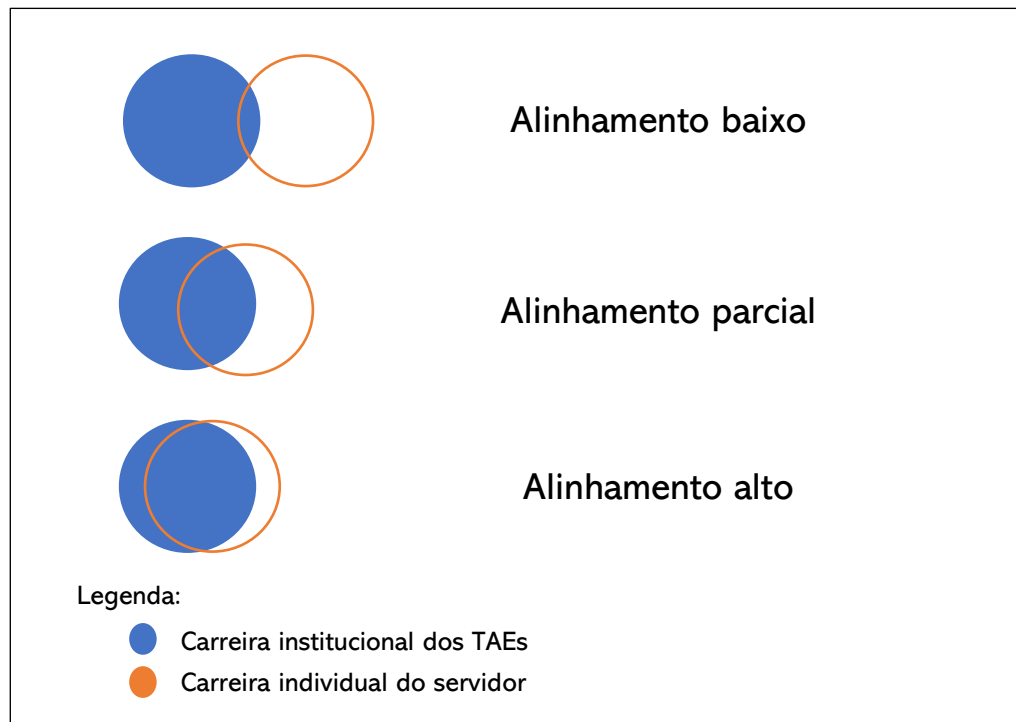 Alinhamento baixo
Alinhamento parcial
Alinhamento alto
Legenda:
Carreira institucional dos TAEs
Carreira individual do servidor